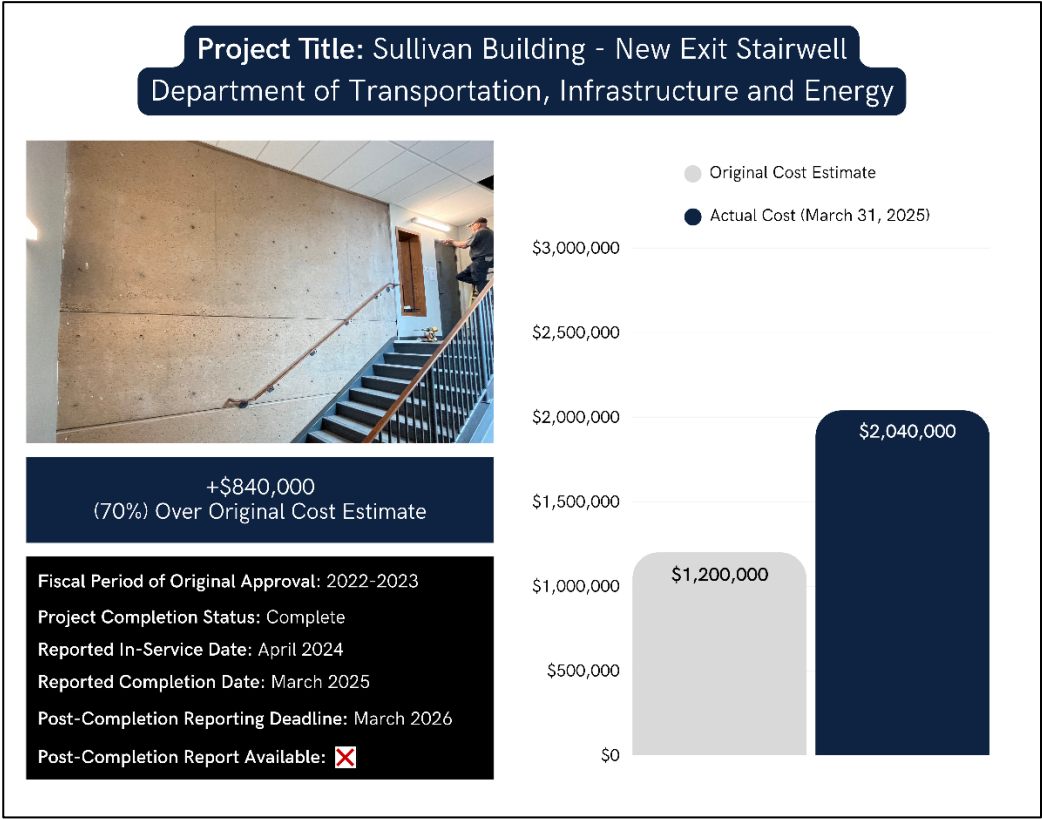 Project Title: Sullivan Building - New Exit Stairwell
Department of Transportation, Infrastructure and Energy
+$840,000
(70%) Over Original Cost Estimate
Fiscal Period of Original Approval: 2022-2023
Project Completion Status: Complete
Reported In-Service Date: April 2024
Reported Completion Date: March 2025
Post-Completion Reporting Deadline: March 2026
Post-Completion Report Available:
Original Cost Estimate
Actual Cost (March 31, 2025)
$3,000,000
$2,500,000
$2,000,000
$1,500,000
$1,000,000
$500,000
$0
$1,200,000
$2,040,000